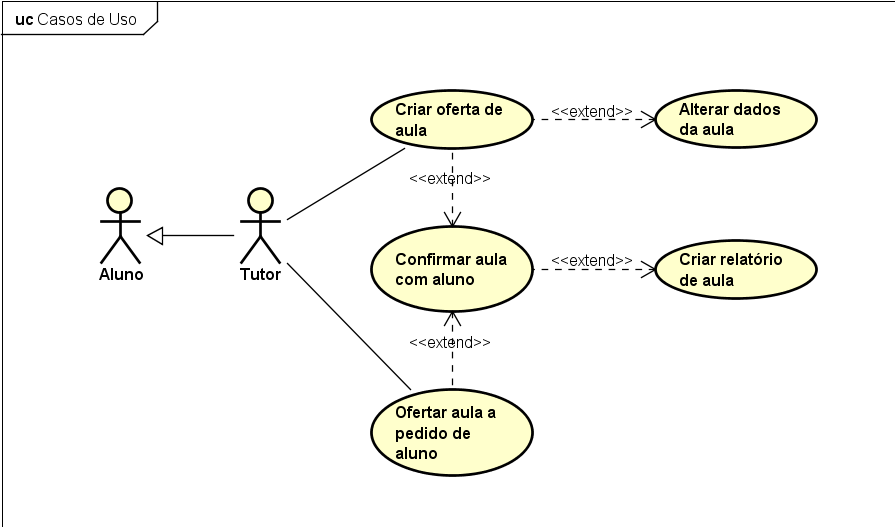 uc Casos de Uso
Criar oferta de
aula
<<extend>>
Alterar dados
da aula
<<extend>>
Aluno
Tutor
Confirmar aula
com aluno
<<extend>>
Criar relatório
de aula
<<extend>>
Ofertar aula a
pedido de
aluno